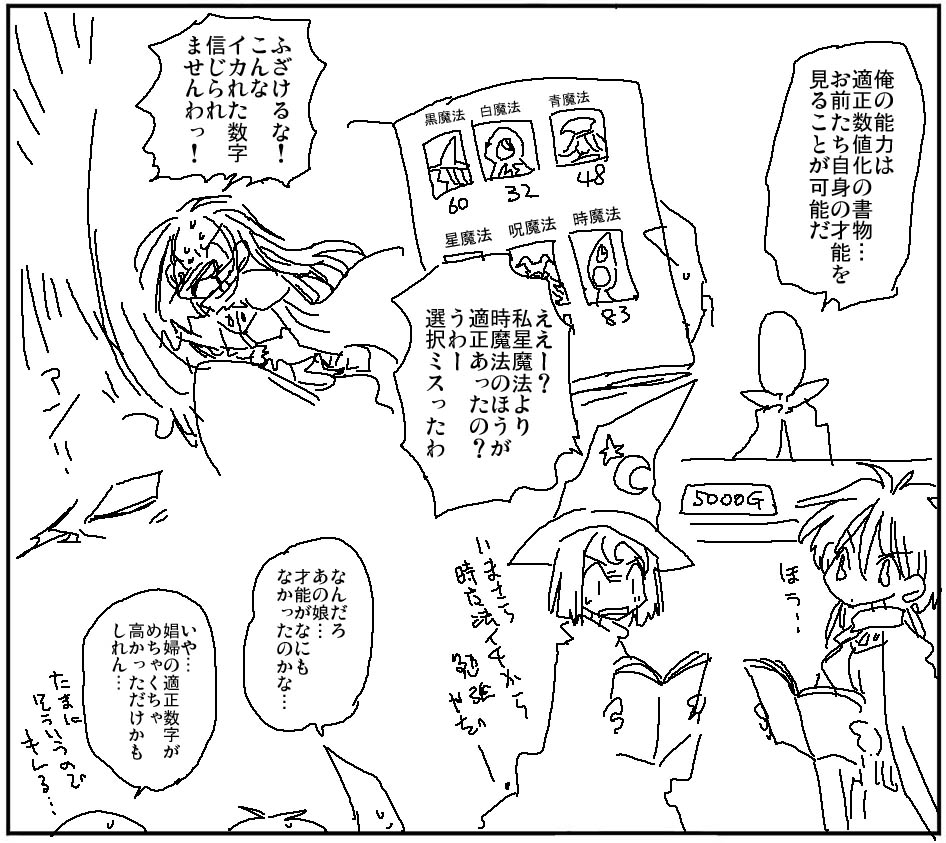 俺の能力は
適正数値化の書物…
お前たち自身の才能を
見ることが可能だ
ふざけるな！
こんな
イカれた数字
信じられ
ませんわっ！
黒魔法
白魔法
青魔法
60
32
48
星魔法
呪魔法
時魔法
83
ええー？
私星魔法より
時魔法のほうが
適正あったの？
うわー
選択ミスったわ
5000G
ほう…
いまさら
時魔法イチから
勉強やだ
なんだろ
あの娘…
才能がなにも
なかったのかな…
いや…
娼婦の適正数字が
めちゃくちゃ
高かっただけかも
しれん…
たまに
そういうので
キレる…